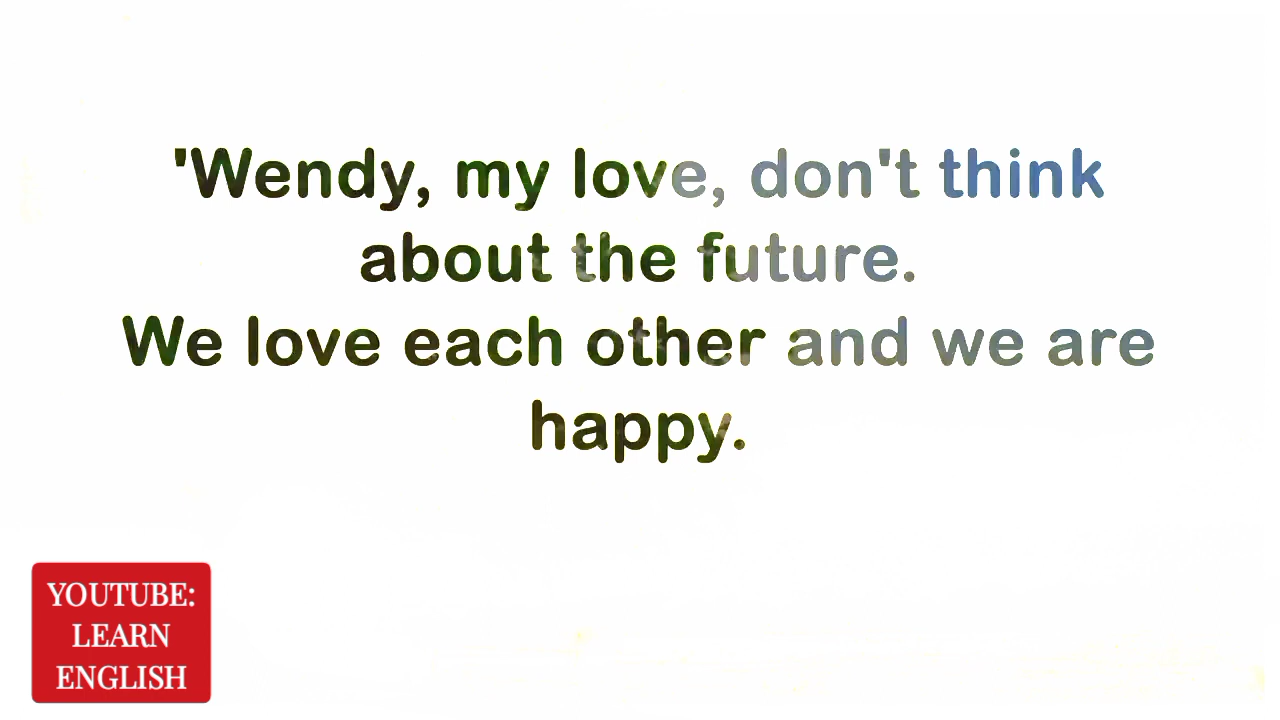 'Wendy, my love, don't think
about the future.
We love each other and we are
happy.
YOUTUBE:
LEARN
ENGLISH